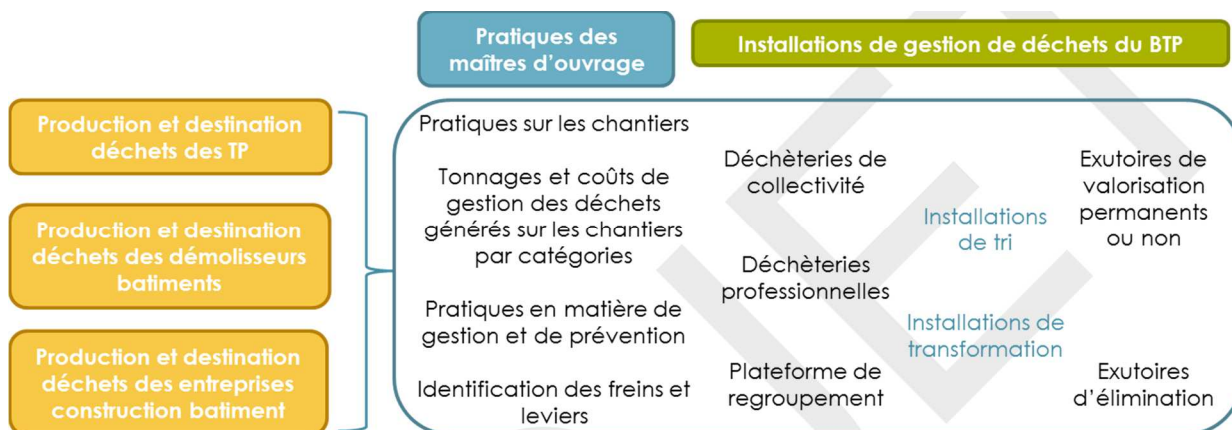 Pratiques des
maîtres d'ouvrage
Installations de gestion de déchets du BTP
Production et destination
déchets des TP
Production et destination
déchets des démolisseurs
batiments
Production et destination
déchets des entreprises
construction batiment
Pratiques sur les chantiers
Tonnages et coûts de
gestion des déchets
générés sur les chantiers
par catégories
Pratiques en matière de
gestion et de prévention
Identification des freins et
leviers
Déchèteries de
collectivité
Déchèteries
professionnelles
Plateforme de
regroupement
Installations
de tri
Installations de
transformation
Exutoires de
valorisation
permanents
ou non
Exutoires
d'élimination